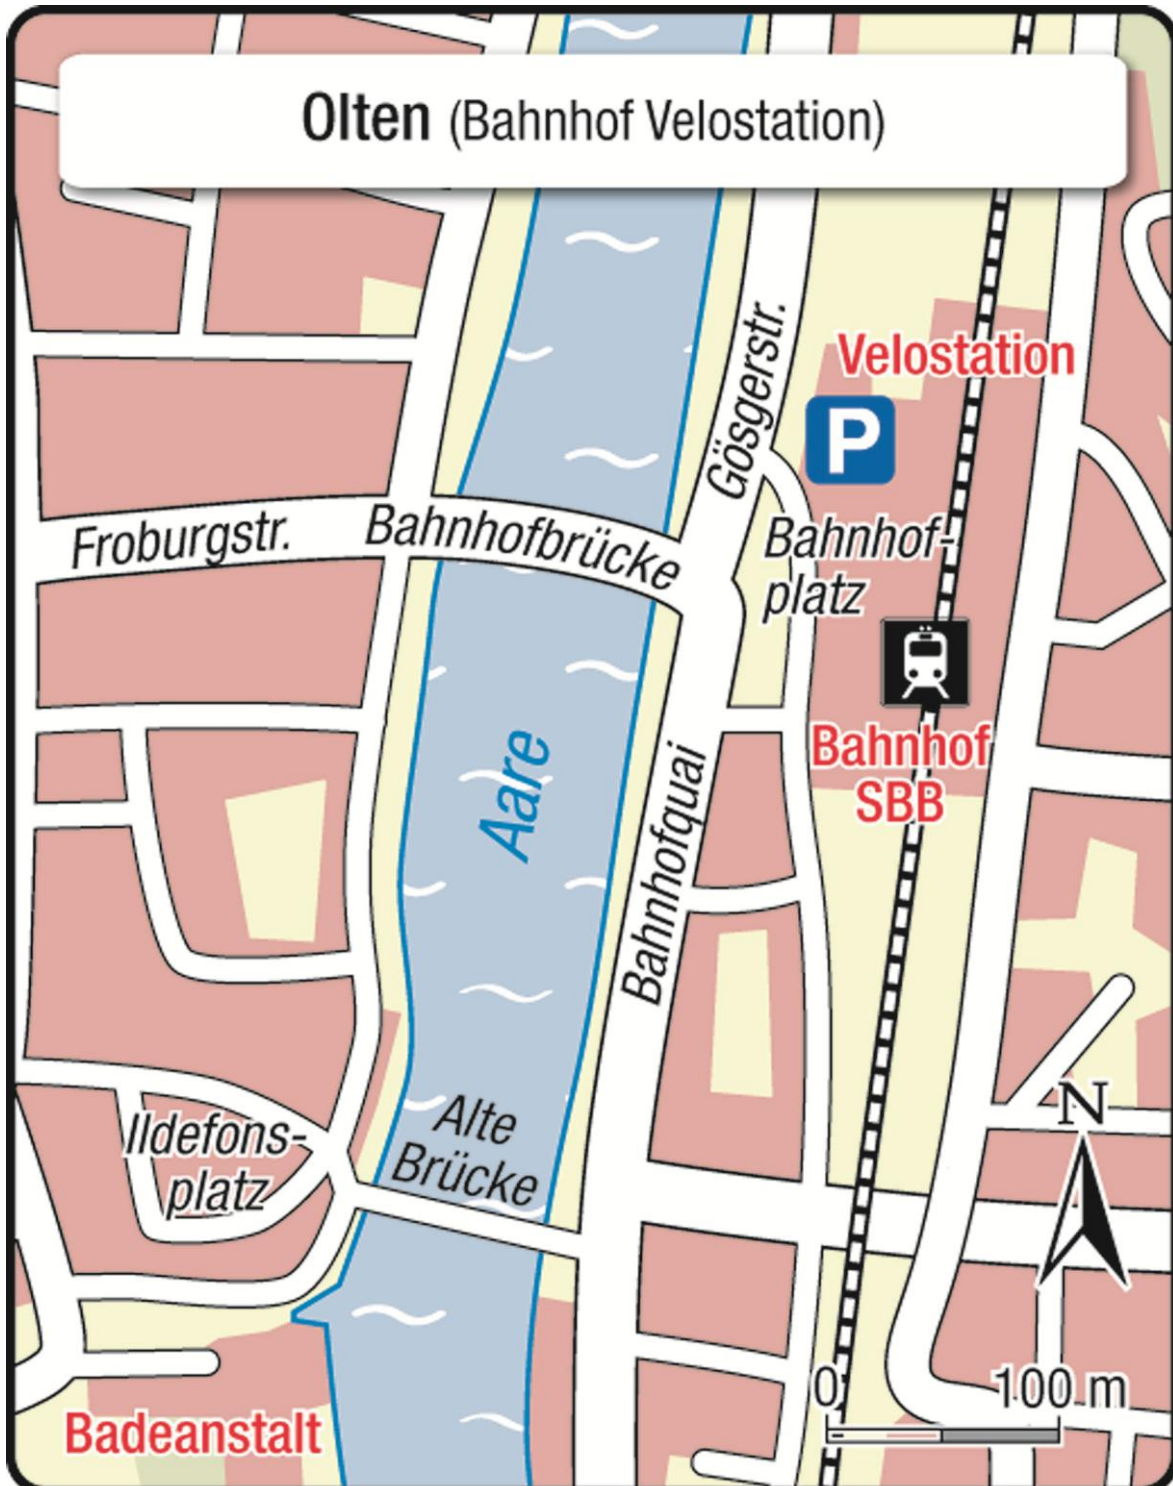 Olten (Bahnhof Velostation)
Gösgerstr.
Velostation
P
Froburgstr.
Bahnhofbrücke
Bahnhof-
platz
Bahnhof
SBB
Aare
Bahnhofquai
Alte
Brücke
Ildefons-
platz
N
0 100 m
Badeanstalt